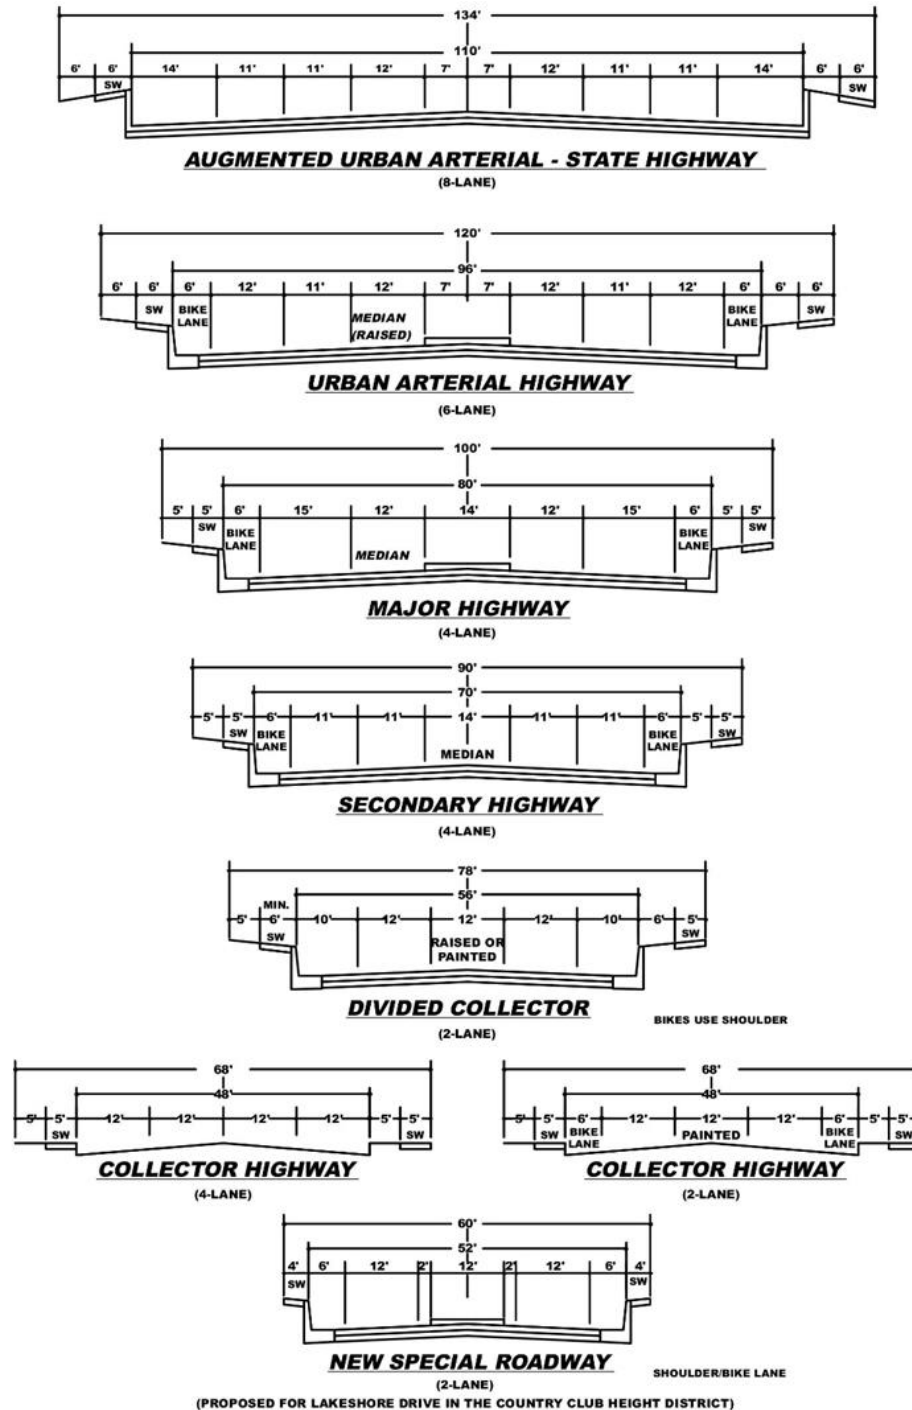 134'
110'
6' 6' 14' 11' 11' 12' 7' 7' 12' 11' 11' 14' 6' 6'
SW SW
AUGMENTED URBAN ARTERIAL - STATE HIGHWAY
(8-LANE)
120'
96'
6' 6' 6' 12' 11' 12' 7' 7' 12' 11' 12' 6' 6' 6'
SW BIKE LANE MEDIAN (RAISED) BIKE LANE SW
URBAN ARTERIAL HIGHWAY
(6-LANE)
100'
80'
5' 5' 6' 15' 12' 14' 12' 15' 6' 5' 5'
SW BIKE LANE MEDIAN BIKE LANE SW
MAJOR HIGHWAY
(4-LANE)
90'
70'
5' 5' 6' 11' 11' 14' 11' 11' 6' 5' 5'
SW BIKE LANE MEDIAN BIKE LANE SW
SECONDARY HIGHWAY
(4-LANE)
78'
56'
MIN.
5' 6' 10' 12' 12' 12' 10' 6' 5'
SW RAISED OR PAINTED SW
DIVIDED COLLECTOR
(2-LANE)
BIKES USE SHOULDER
68'
48'
5' 5' 12' 12' 12' 12' 5' 5'
SW SW
COLLECTOR HIGHWAY
(4-LANE)
68'
48'
5' 5' 6' 12' 12' 12' 6' 5' 5'
SW BIKE LANE PAINTED BIKE LANE SW
COLLECTOR HIGHWAY
(2-LANE)
60'
52'
4' 6' 12' 2' 12' 2' 12' 6' 4'
SW SW
NEW SPECIAL ROADWAY
(2-LANE)
SHOULDER/BIKE LANE
(PROPOSED FOR LAKESHORE DRIVE IN THE COUNTRY CLUB HEIGHT DISTRICT)